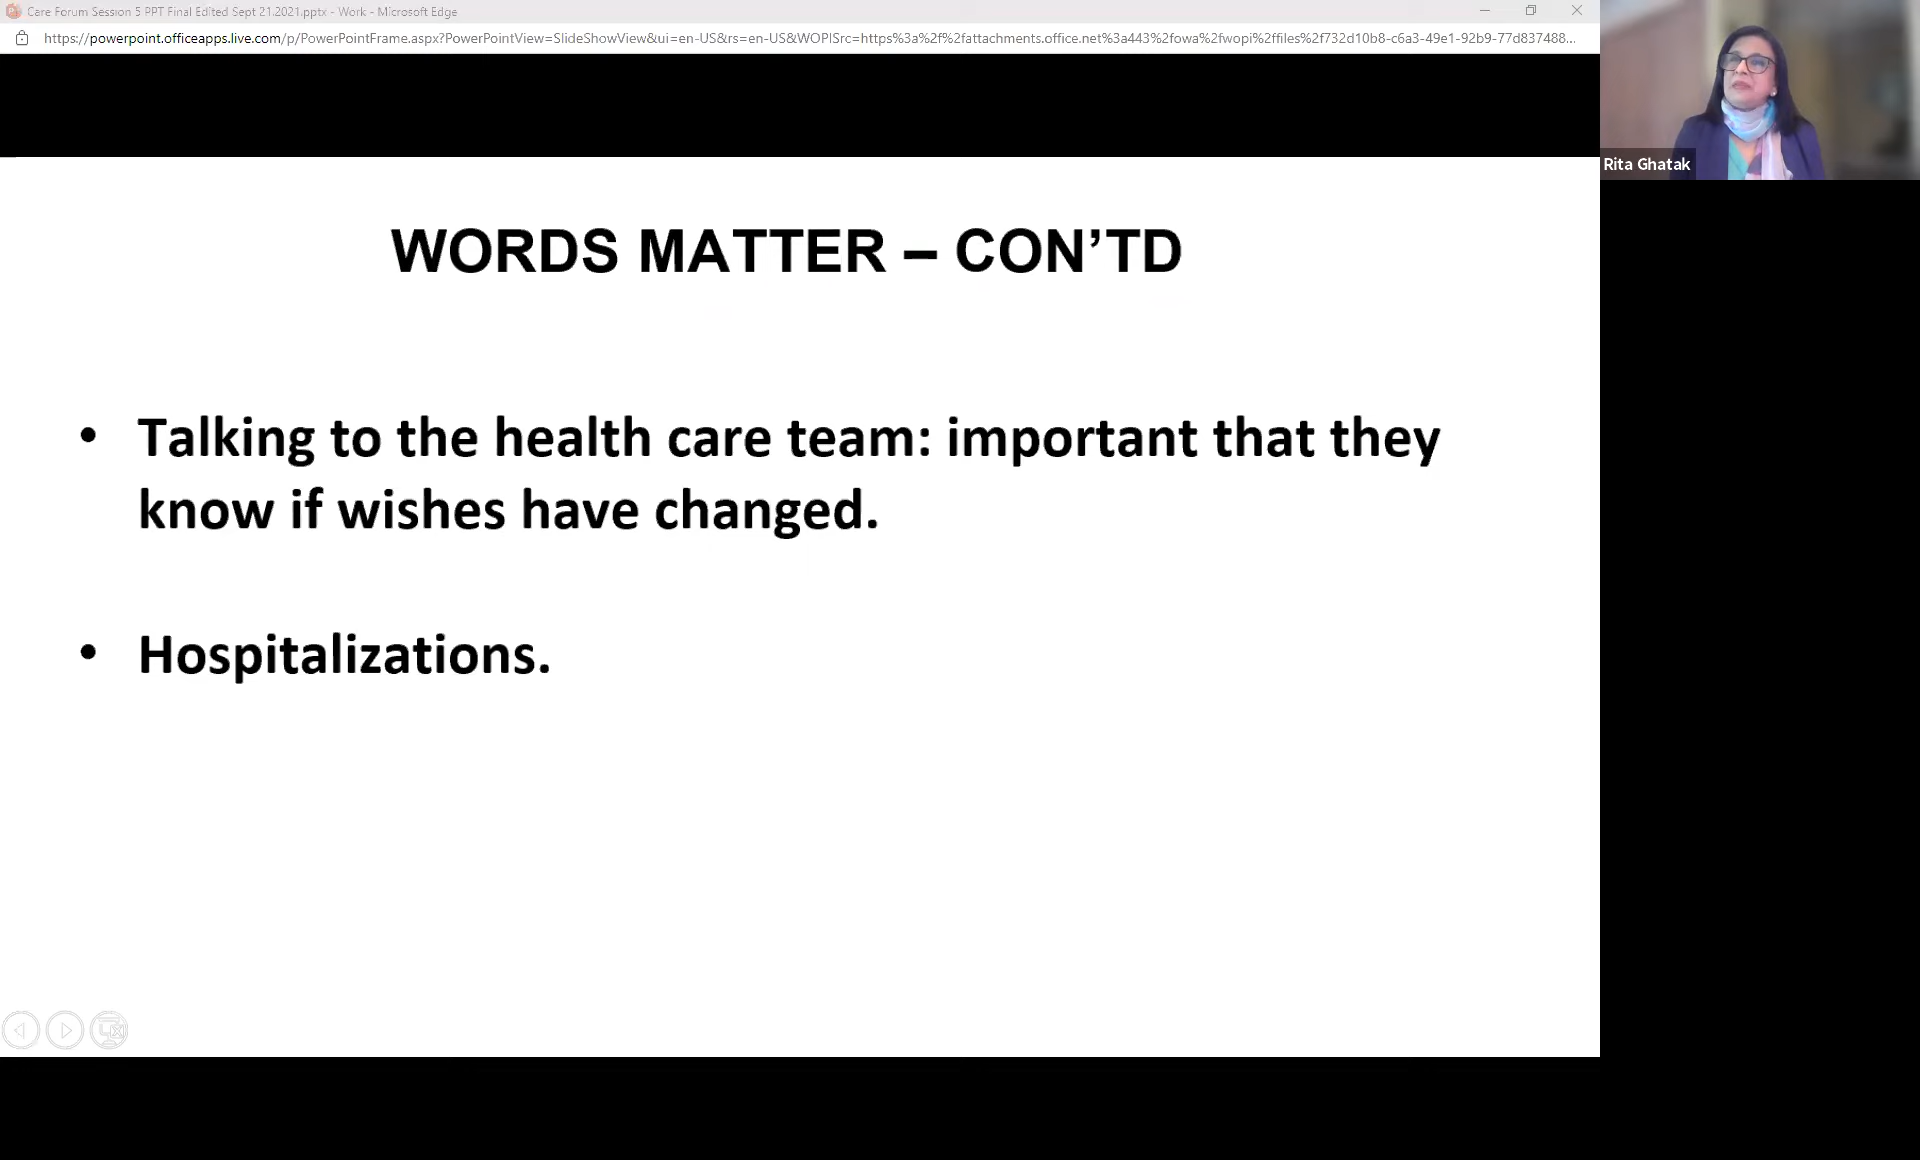 Care Forum Session 5 PPT Final Edited Sept 21.2021.pptx - Work - Microsoft Edge
https://powerpoint.officeapps.live.com/p/PowerPointFrame.aspx?PowerPointView=SlideShowView&ui=en-US&rs=en-US&WOPISrc=https%3a%2f%2fattachments.office.net%3a443%2fowa%2fwopi%2ffiles%2f732d10b8-c6a3-49e1-92b9-77d837488...
Rita Ghatak
WORDS MATTER – CON’TD
• Talking to the health care team: important that they
know if wishes have changed.
• Hospitalizations.